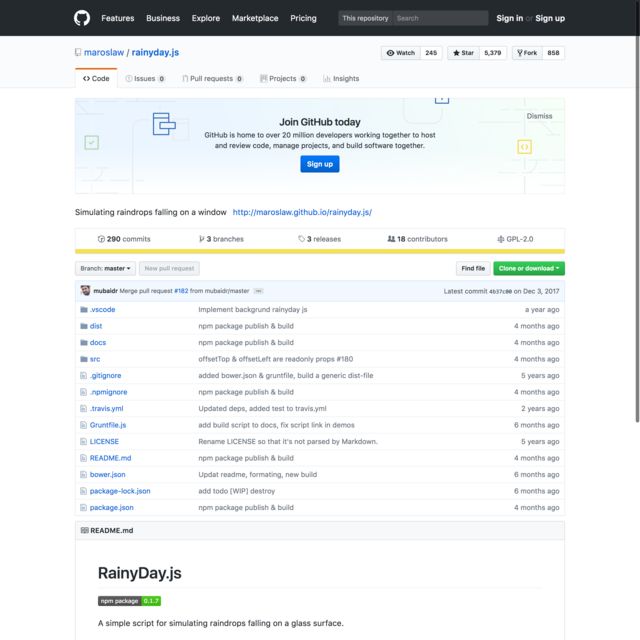 Features Business Explore Marketplace Pricing This repository Search Sign in or Sign up
maroslaw / rainyday.js Watch 245 Star 5,379 Fork 858
Code Issues 0 Pull requests 0 Projects 0 Insights
Join GitHub today
Dismiss
GitHub is home to over 20 million developers working together to host
and review code, manage projects, and build software together.
Sign up
Simulating raindrops falling on a window http://maroslaw.github.io/rainyday.js/
290 commits 3 branches 3 releases 18 contributors GPL-2.0
Branch: master New pull request Find file Clone or download
mubaidr Merge pull request #182 from mubaidr/master ... Latest commit 4b37c80 on Dec 3, 2017
.vscode Implement backgrund rainyday js a year ago
dist npm package publish & build 4 months ago
docs npm package publish & build 4 months ago
src offsetTop & offsetLeft are readonly props #180 4 months ago
.gitignore added bower.json & gruntfile, build a generic dist-file 5 years ago
.npmignore npm package publish & build 4 months ago
.travis.yml Updated deps, added test to travis.yml 2 years ago
Gruntfile.js add build script to docs, fix script link in demos 6 months ago
LICENSE Rename LICENSE so that it's not parsed by Markdown. 5 years ago
README.md npm package publish & build 4 months ago
bower.json Updat readme, formating, new build 6 months ago
package-lock.json add todo [WIP] destroy 6 months ago
package.json npm package publish & build 4 months ago
README.md
RainyDay.js
npm package 0.1.7
A simple script for simulating raindrops falling on a glass surface.